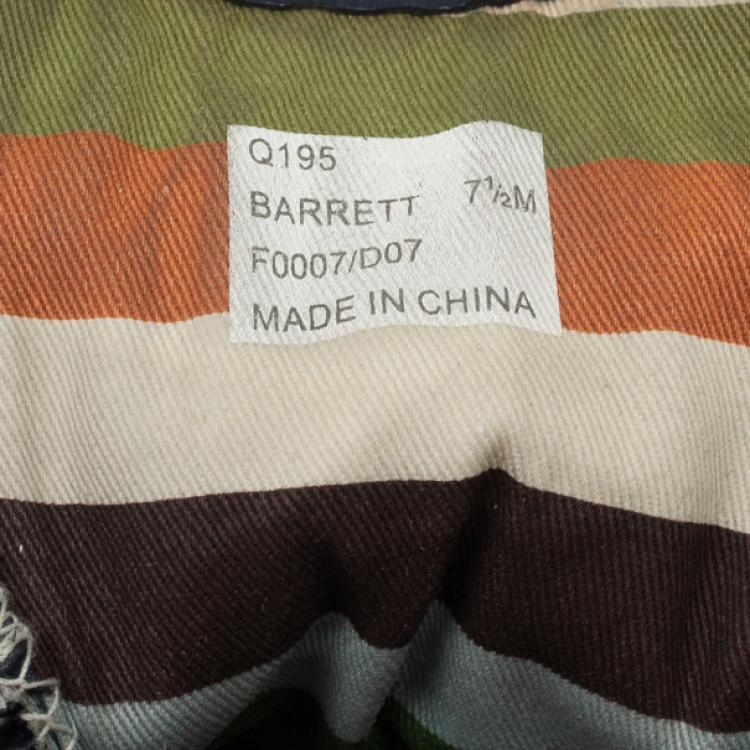 Q195
BARRETT 7½M
F0007/D07
MADE IN CHINA